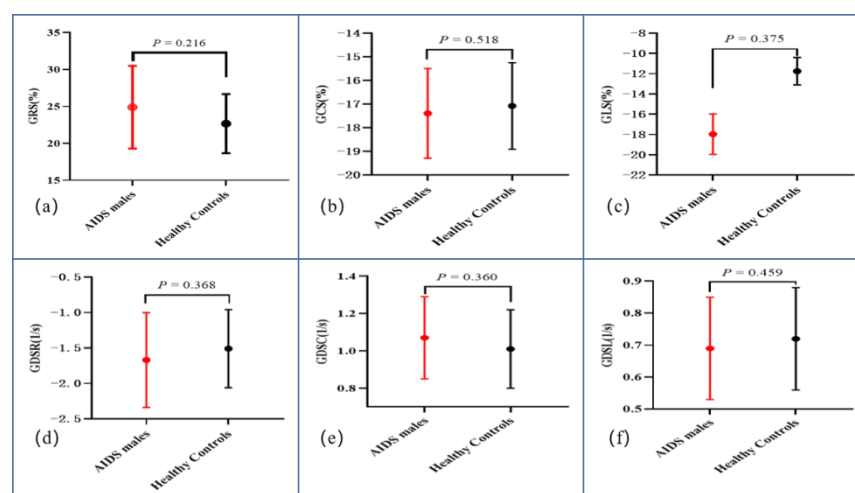 P = 0.216
35
30
25
20
15
GRS(%)
AIDS males
Healthy Controls
(a)
P = 0.518
−14
−15
−16
−17
−18
−19
−20
GCS(%)
AIDS males
Healthy Controls
(b)
P = 0.375
−8
−10
−12
−14
−16
−18
−20
−22
GLS(%)
AIDS males
Healthy Controls
(c)
P = 0.368
−0. 5
−1. 0
−1. 5
−2. 0
−2. 5
GDSR(1/s)
AIDS males
Healthy Controls
(d)
P = 0.360
1.4
1.2
1.0
0.8
GDSC(1/s)
AIDS males
Healthy Controls
(e)
P = 0.459
0.9
0.8
0.7
0.6
0.5
GDSL(1/s)
AIDS males
Healthy Controls
(f)